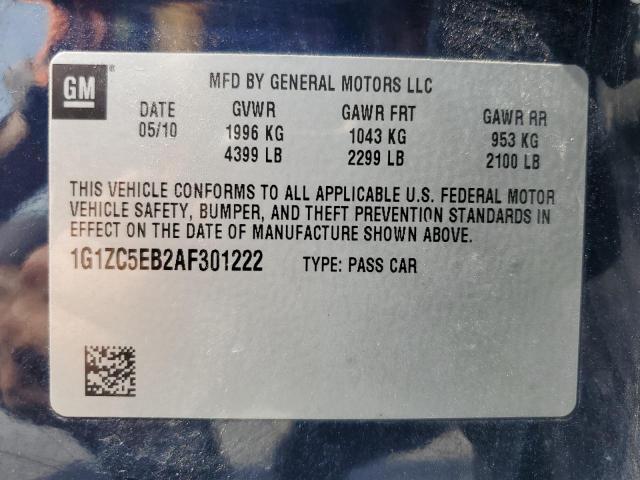 GM ®
MFD BY GENERAL MOTORS LLC
DATE GVWR GAWR FRT GAWR RR
05/10 1996 KG 1043 KG 953 KG
4399 LB 2299 LB 2100 LB
THIS VEHICLE CONFORMS TO ALL APPLICABLE U.S. FEDERAL MOTOR
VEHICLE SAFETY, BUMPER, AND THEFT PREVENTION STANDARDS IN
EFFECT ON THE DATE OF MANUFACTURE SHOWN ABOVE.
1G1ZC5EB2AF301222 TYPE: PASS CAR